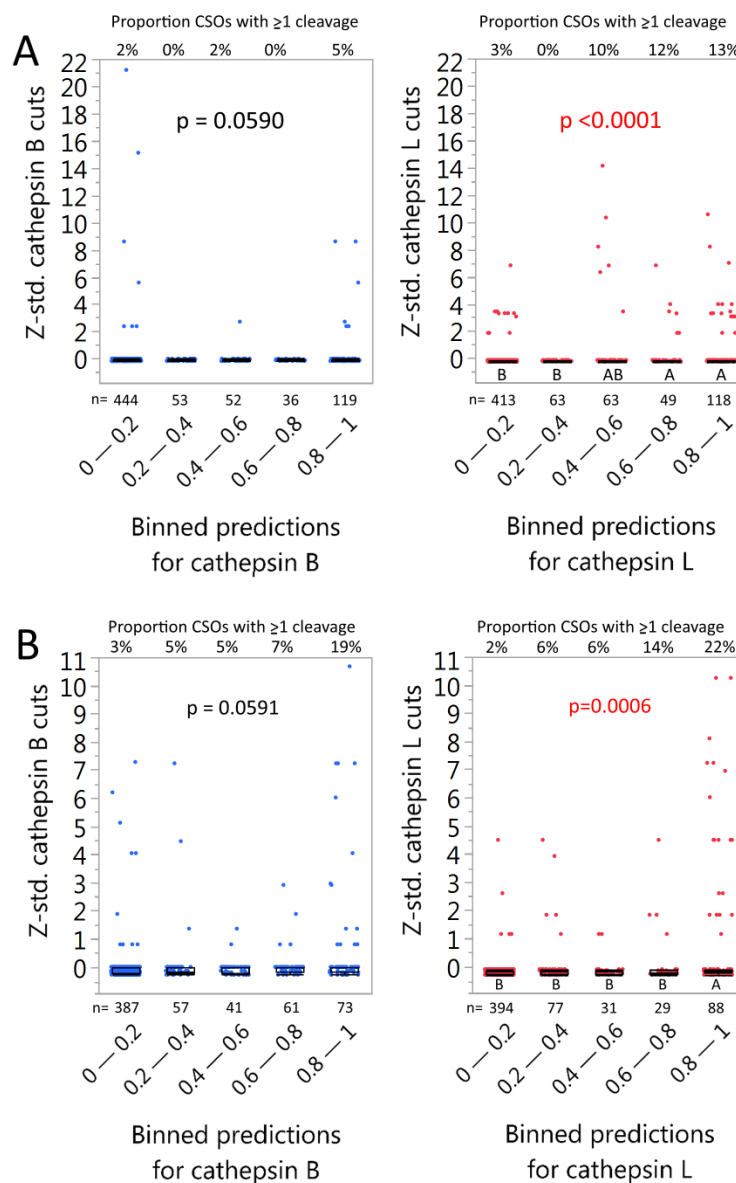 A
Proportion CSOs with ≥1 cleavage
2% 0% 2% 0% 5%
Z-std. cathepsin B cuts
22
20
18
16
14
12
10
8
6
4
2
0
p = 0.0590
n= 444 53 52 36 119
0 — 0.2
0.2 — 0.4
0.4 — 0.6
0.6 — 0.8
0.8 — 1
Binned predictions
for cathepsin B
Proportion CSOs with ≥1 cleavage
3% 0% 10% 12% 13%
Z-std. cathepsin L cuts
22
20
18
16
14
12
10
8
6
4
2
0
p <0.0001
B B AB A A
n= 413 63 63 49 118
0 — 0.2
0.2 — 0.4
0.4 — 0.6
0.6 — 0.8
0.8 — 1
Binned predictions
for cathepsin L
B
Proportion CSOs with ≥1 cleavage
3% 5% 5% 7% 19%
Z-std. cathepsin B cuts
11
10
9
8
7
6
5
4
3
2
1
0
p = 0.0591
n= 387 57 41 61 73
0 — 0.2
0.2 — 0.4
0.4 — 0.6
0.6 — 0.8
0.8 — 1
Binned predictions
for cathepsin B
Proportion CSOs with ≥1 cleavage
2% 6% 6% 14% 22%
Z-std. cathepsin L cuts
11
10
9
8
7
6
5
4
3
2
1
0
p=0.0006
B B B B A
n= 394 77 31 29 88
0 — 0.2
0.2 — 0.4
0.4 — 0.6
0.6 — 0.8
0.8 — 1
Binned predictions
for cathepsin L